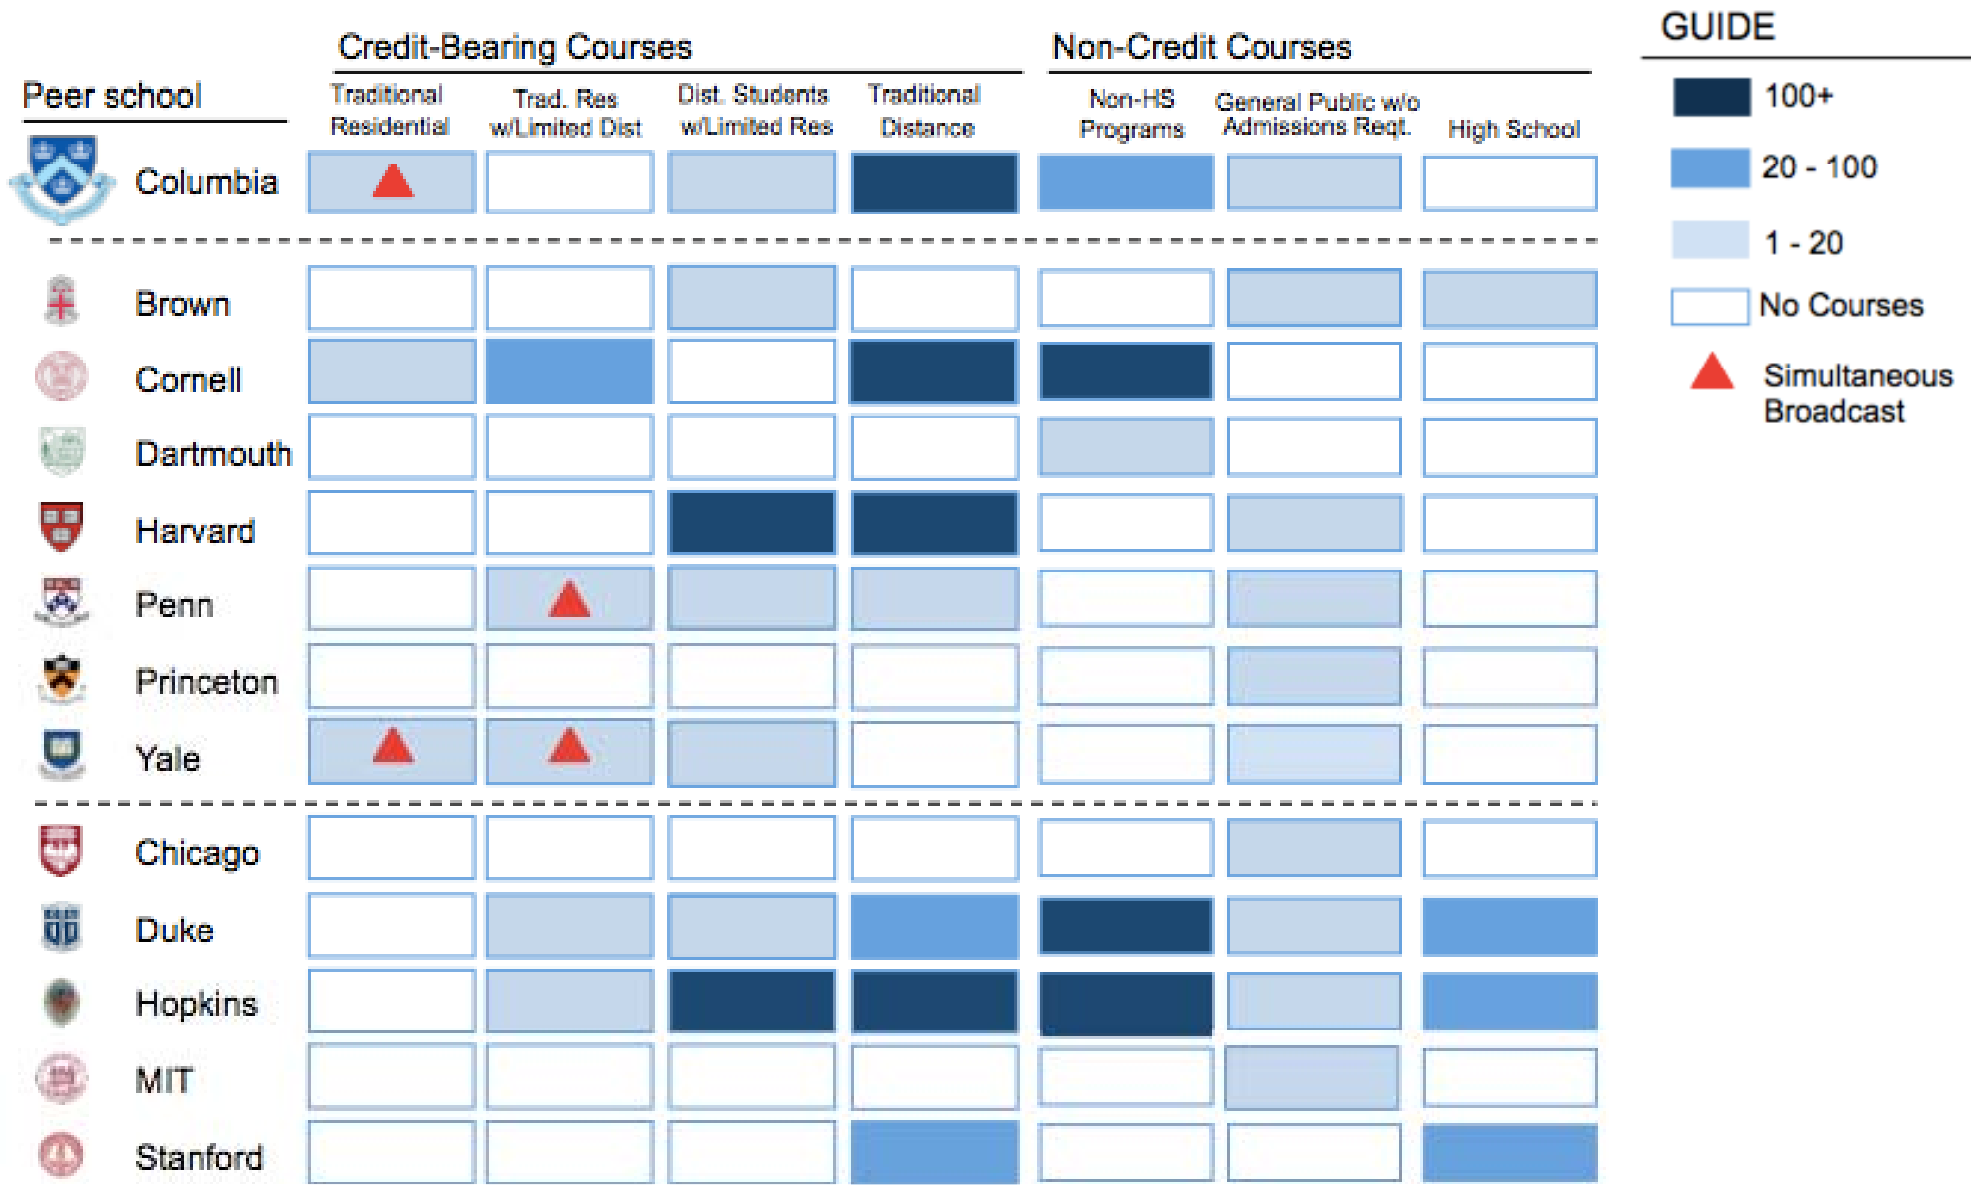 Credit-Bearing Courses
Non-Credit Courses
GUIDE
Peer school
Traditional
Residential
Trad. Res
w/Limited Dist
Dist. Students
w/Limited Res
Traditional
Distance
Non-HS
Programs
General Public w/o
Admissions Reqt.
High School
100+
20 - 100
1 - 20
No Courses
Simultaneous
Broadcast
Columbia
Brown
Cornell
Dartmouth
Harvard
Penn
Princeton
Yale
Chicago
Duke
Hopkins
MIT
Stanford